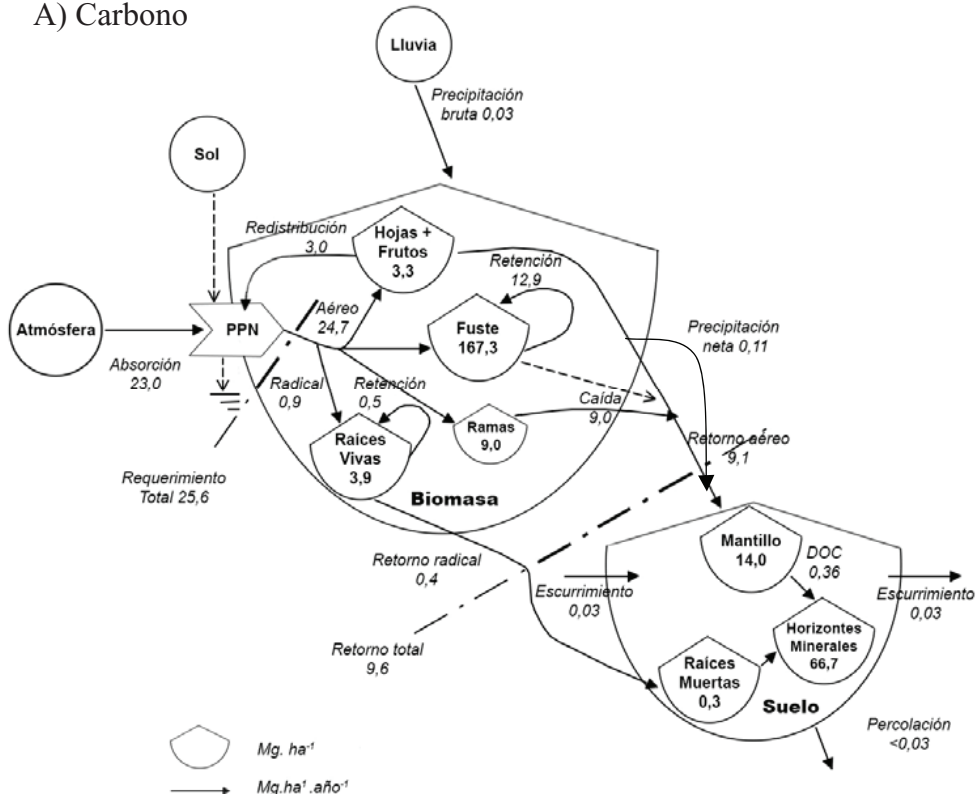 A) Carbono
Lluvia
Precipitación
bruta 0,03
Sol
Redistribución
3,0
Hojas +
Frutos
3,3
Retención
12,9
Atmósfera
PPN
Aéreo
24,7
Fuste
167,3
Precipitación
neta 0,11
Absorción
23,0
Radical
0,9
Retención
0,5
Caída
9,0
Ramas
9,0
Retorno aéreo
9,1
Raíces
Vivas
3,9
Requerimiento
Total 25,6
Biomasa
Mantillo
14,0
DOC
0,36
Retorno radical
0,4
Escurrimiento
0,03
Escurrimiento
0,03
Horizontes
Minerales
66,7
Retorno total
9,6
Raíces
Muertas
0,3
Suelo
Percolación
<0,03
Mg. ha⁻¹
Mg.ha¹.año⁻¹